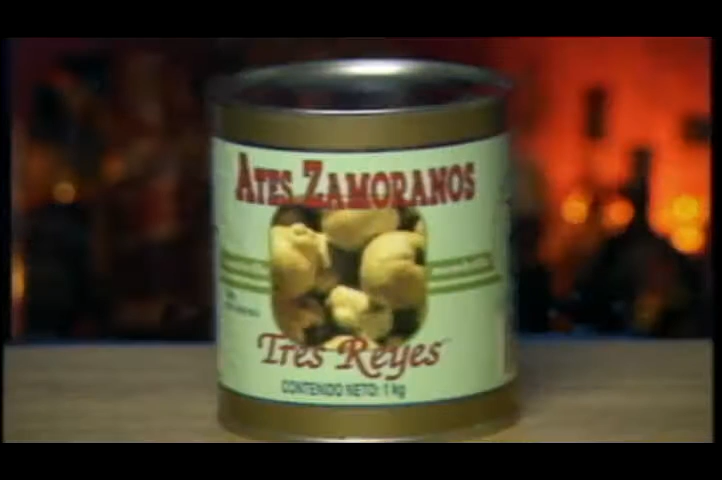 ATES ZAMORANOS
Tres Reyes
CONTENIDO NETO: 1 kg